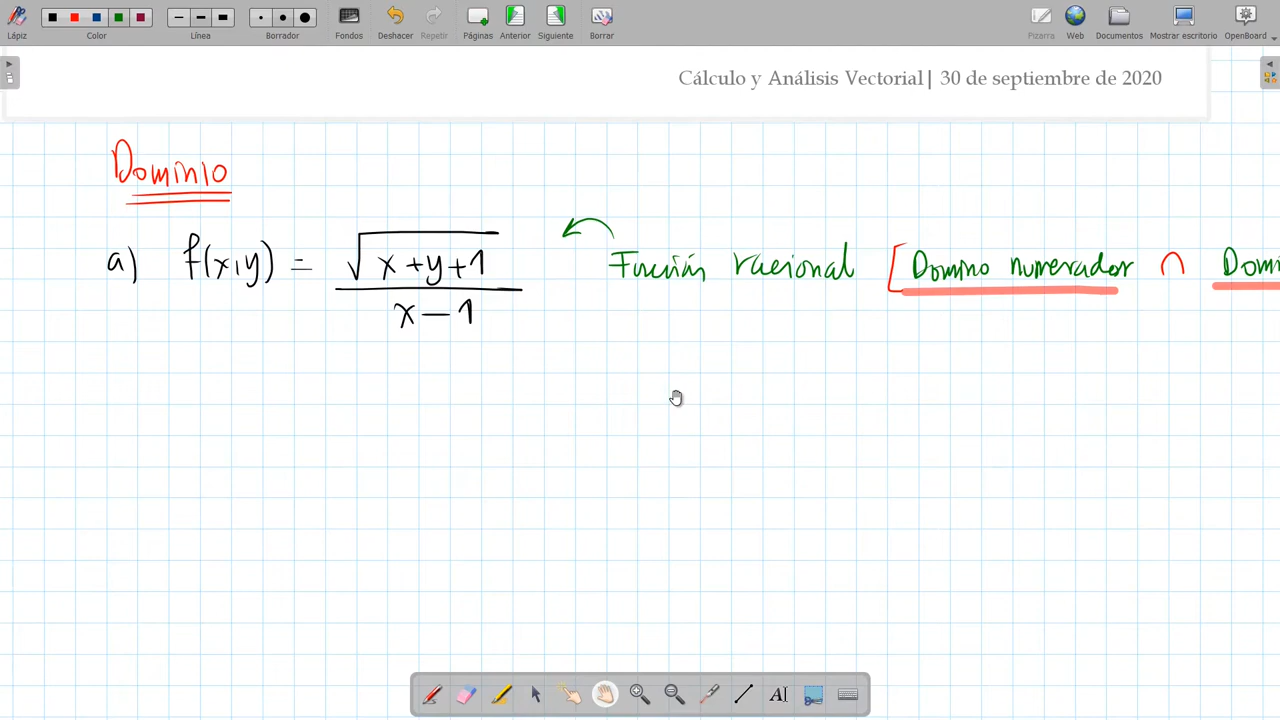 Lápiz Color Línea Borrador Fondos Deshacer Repetir Páginas Anterior Siguiente Borrar Pizarra Web Documentos Mostrar escritorio OpenBoard
Cálculo y Análisis Vectorial| 30 de septiembre de 2020
Dominio
a) f(x,y) = √(x+y+1) / (x-1) Función racional [Domino numerador ∩ Domi
AI